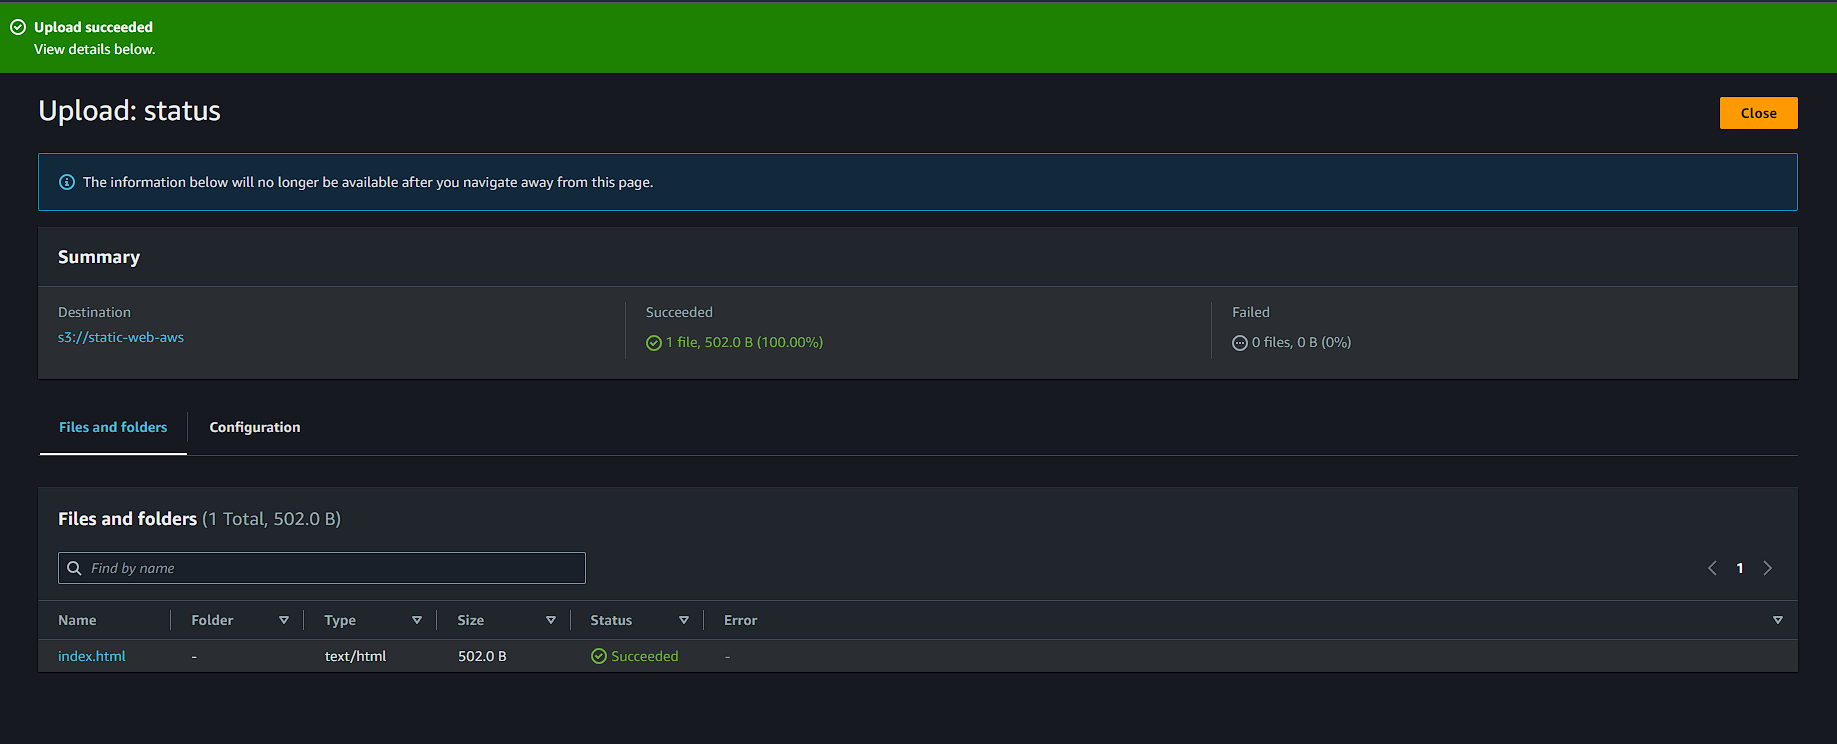 Upload succeeded
View details below.
Upload: status
Close
The information below will no longer be available after you navigate away from this page.
Summary
Destination
s3://static-web-aws
Succeeded
1 file, 502.0 B (100.00%)
Failed
0 files, 0 B (0%)
Files and folders
Configuration
Files and folders (1 Total, 502.0 B)
Find by name
1
Name Folder Type Size Status Error
index.html - text/html 502.0 B Succeeded -